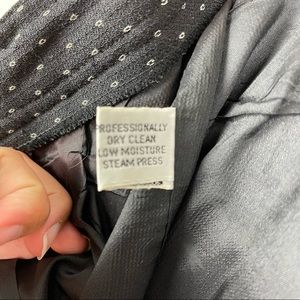 PROFESSIONALLY
DRY CLEAN
LOW MOISTURE
STEAM PRESS